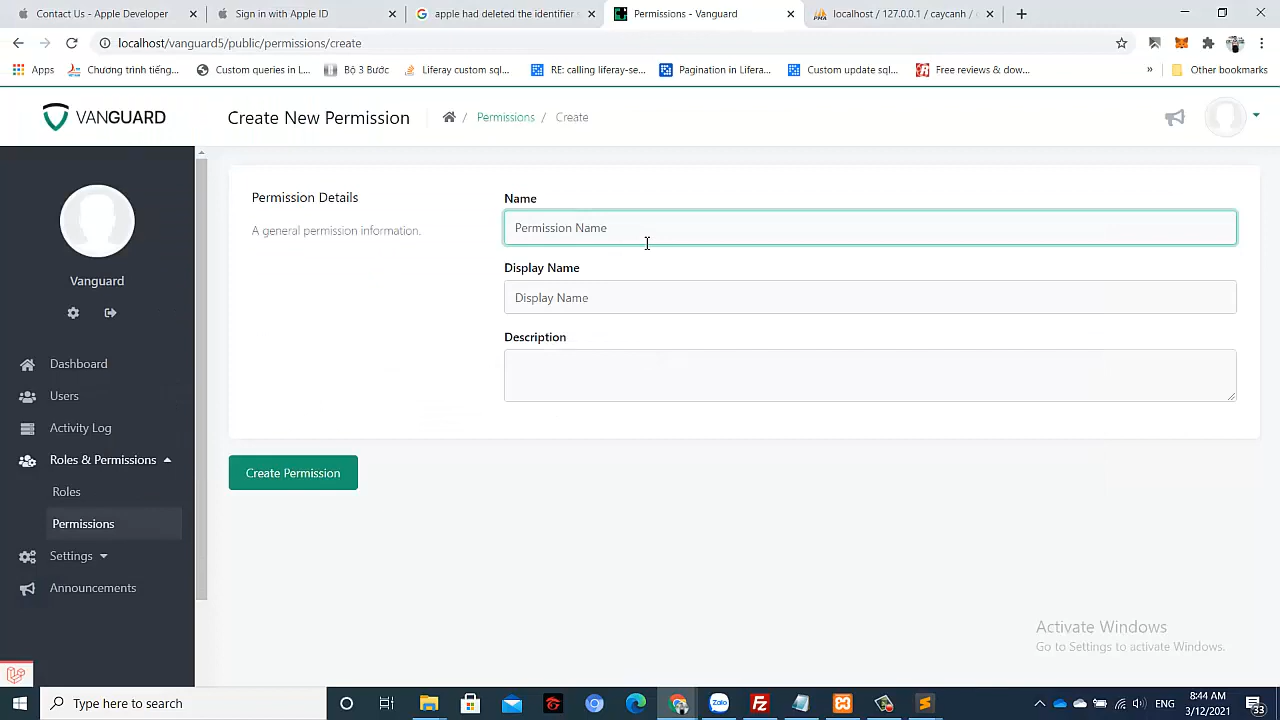 Contact Us - Apple Developer
Sign in with Apple ID
apple had deleted the identifier s
Permissions - Vanguard
localhost / 127.0.0.1 / caycanh /
localhost/vanguard5/public/permissions/create
Apps
Chương trình tiếng...
Custom queries in L...
Bộ 3 Bước
Liferay custom sql...
RE: calling liferay-se...
Pagination in Lifera...
Custom update sql...
Free reviews & dow...
»
Other bookmarks
VANGUARD
Create New Permission
/ Permissions / Create
Vanguard
Dashboard
Users
Activity Log
Roles & Permissions
Roles
Permissions
Settings
Announcements
Permission Details
A general permission information.
Name
Permission Name
Display Name
Display Name
Description
Create Permission
Activate Windows
Go to Settings to activate Windows.
Type here to search
Zalo
ENG
8:44 AM
3/12/2021
33